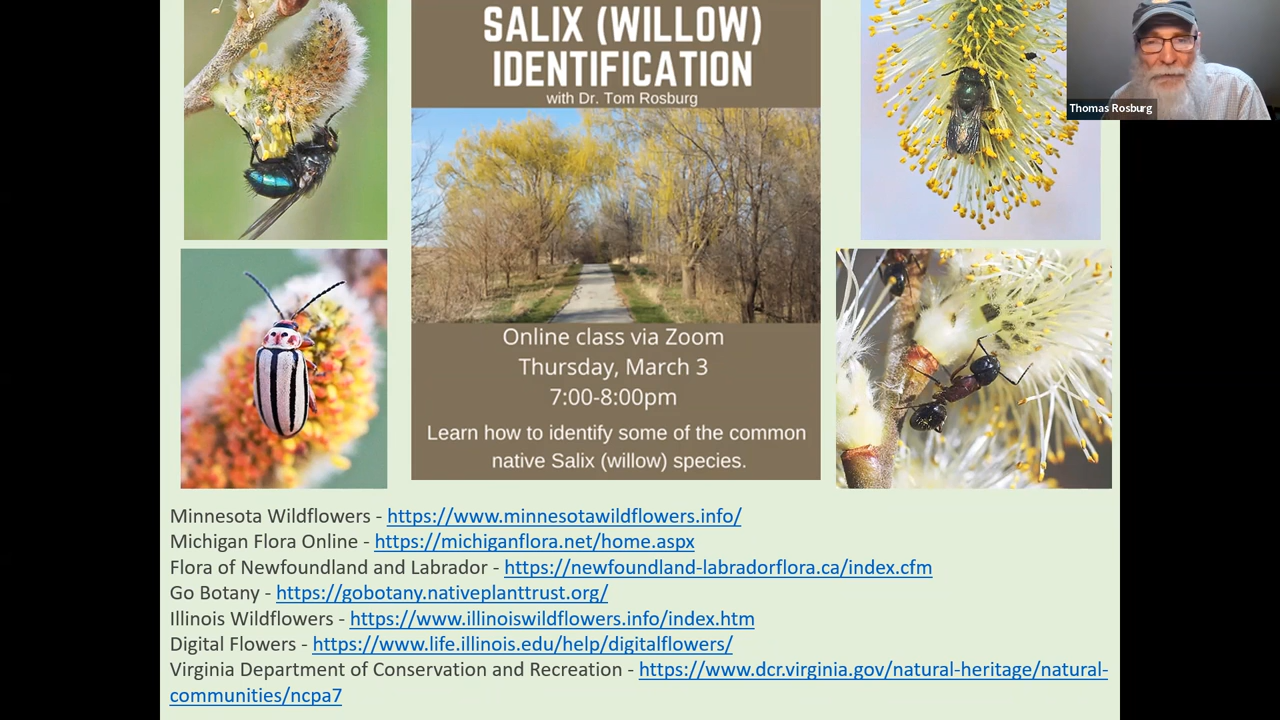 SALIX (WILLOW)
IDENTIFICATION
with Dr. Tom Rosburg
Thomas Rosburg
Online class via Zoom
Thursday, March 3
7:00-8:00pm
Learn how to identify some of the common
native Salix (willow) species.
Minnesota Wildflowers - https://www.minnesotawildflowers.info/
Michigan Flora Online - https://michiganflora.net/home.aspx
Flora of Newfoundland and Labrador - https://newfoundland-labradorflora.ca/index.cfm
Go Botany - https://gobotany.nativeplanttrust.org/
Illinois Wildflowers - https://www.illinoiswildflowers.info/index.htm
Digital Flowers - https://www.life.illinois.edu/help/digitalflowers/
Virginia Department of Conservation and Recreation - https://www.dcr.virginia.gov/natural-heritage/natural-
communities/ncpa7